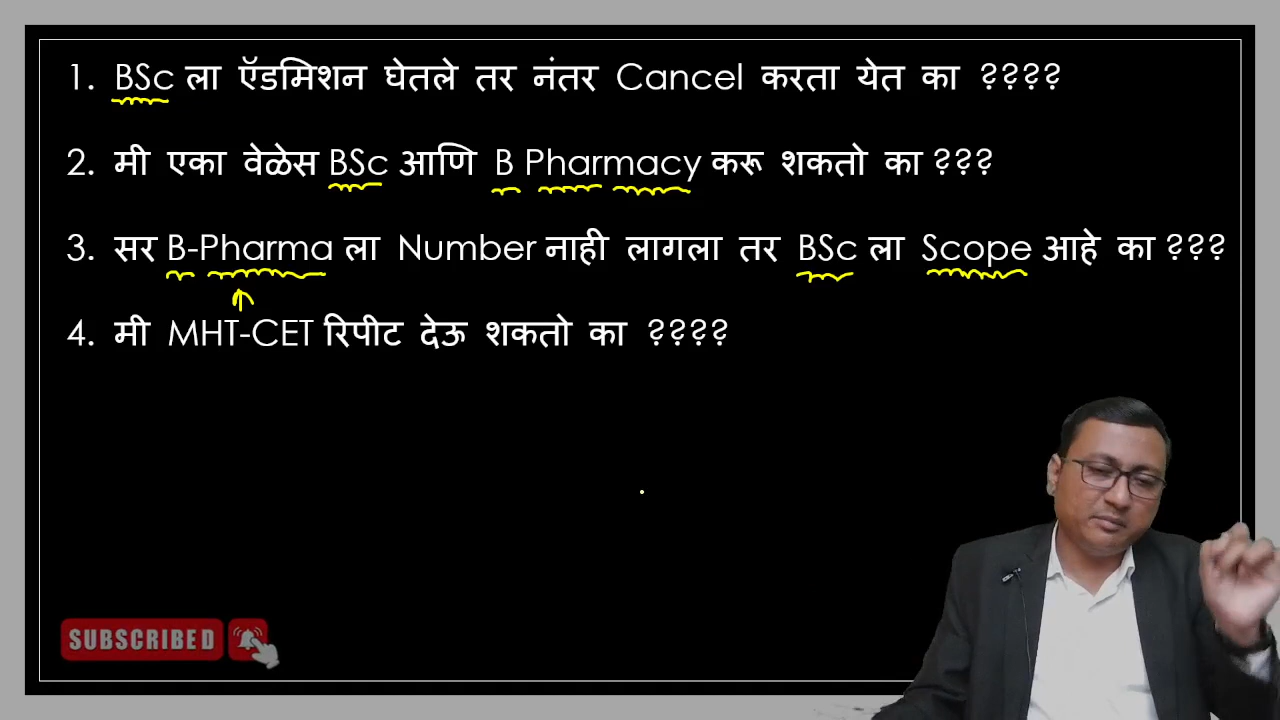 1. BSc ला ऍडमिशन घेतले तर नंतर Cancel करता येत का ????
2. मी एका वेळेस BSc आणि B Pharmacy करू शकतो का ???
3. सर B-Pharma ला Number नाही लागला तर BSc ला Scope आहे का ???
4. मी MHT-CET रिपीट देऊ शकतो का ????
SUBSCRIBED